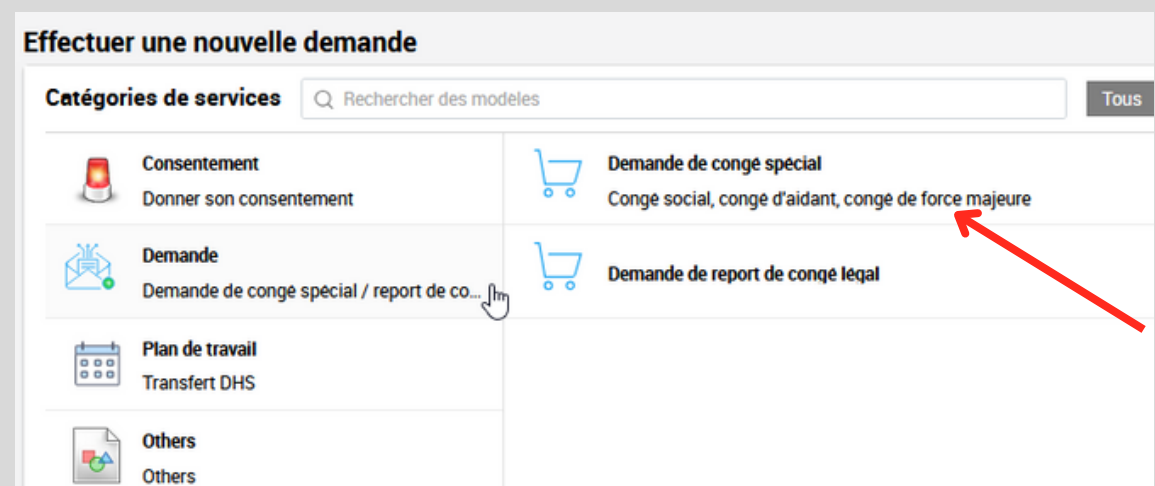 Effectuer une nouvelle demande
Catégories de services
Rechercher des modèles
Tous
Consentement
Donner son consentement
Demande
Demande de congé spécial / report de co...
Plan de travail
Transfert DHS
Others
Others
Demande de congé spécial
Congé social, congé d'aidant, congé de force majeure
Demande de report de congé légal